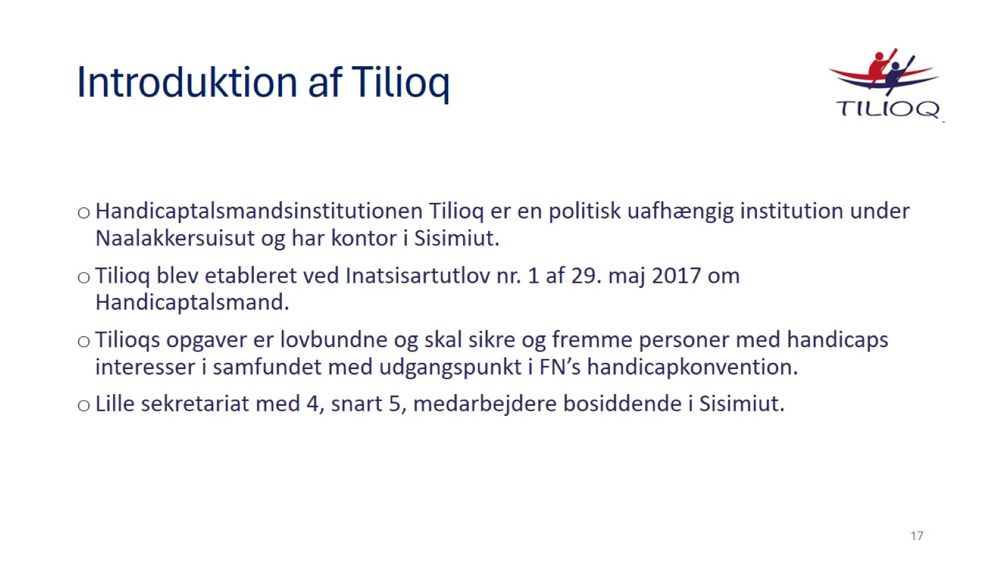 Introduktion af Tilioq
TILIOQ
o Handicaptalsmandsinstitutionen Tilioq er en politisk uafhængig institution under
Naalakkersuisut og har kontor i Sisimiut.
o Tilioq blev etableret ved Inatsisartutlov nr. 1 af 29. maj 2017 om
Handicaptalsmand.
o Tilioqs opgaver er lovbundne og skal sikre og fremme personer med handicaps
interesser i samfundet med udgangspunkt i FN’s handicapkonvention.
o Lille sekretariat med 4, snart 5, medarbejdere bosiddende i Sisimiut.
17